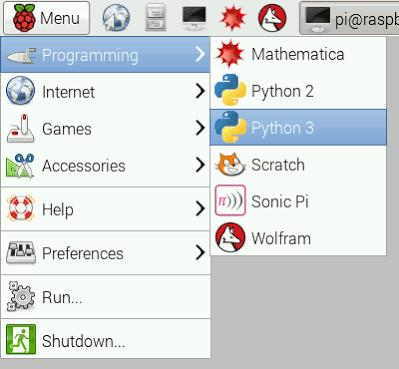 Menu
pi@raspb
Programming
Internet
Games
Accessories
Help
Preferences
Run...
Shutdown...
Mathematica
Python 2
Python 3
Scratch
Sonic Pi
Wolfram